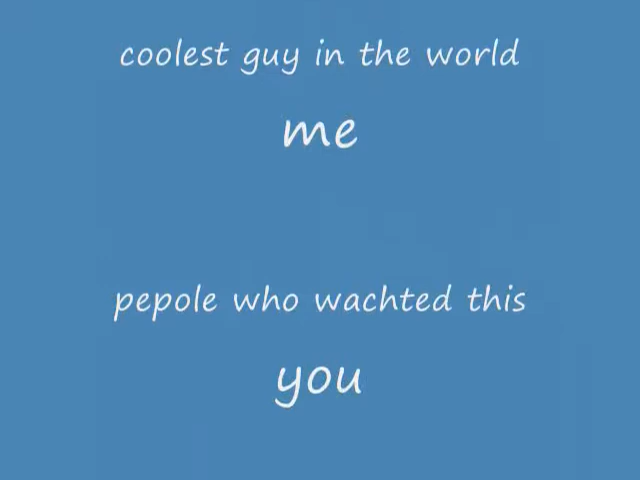 coolest guy in the world
me
pepole who wachted this
you